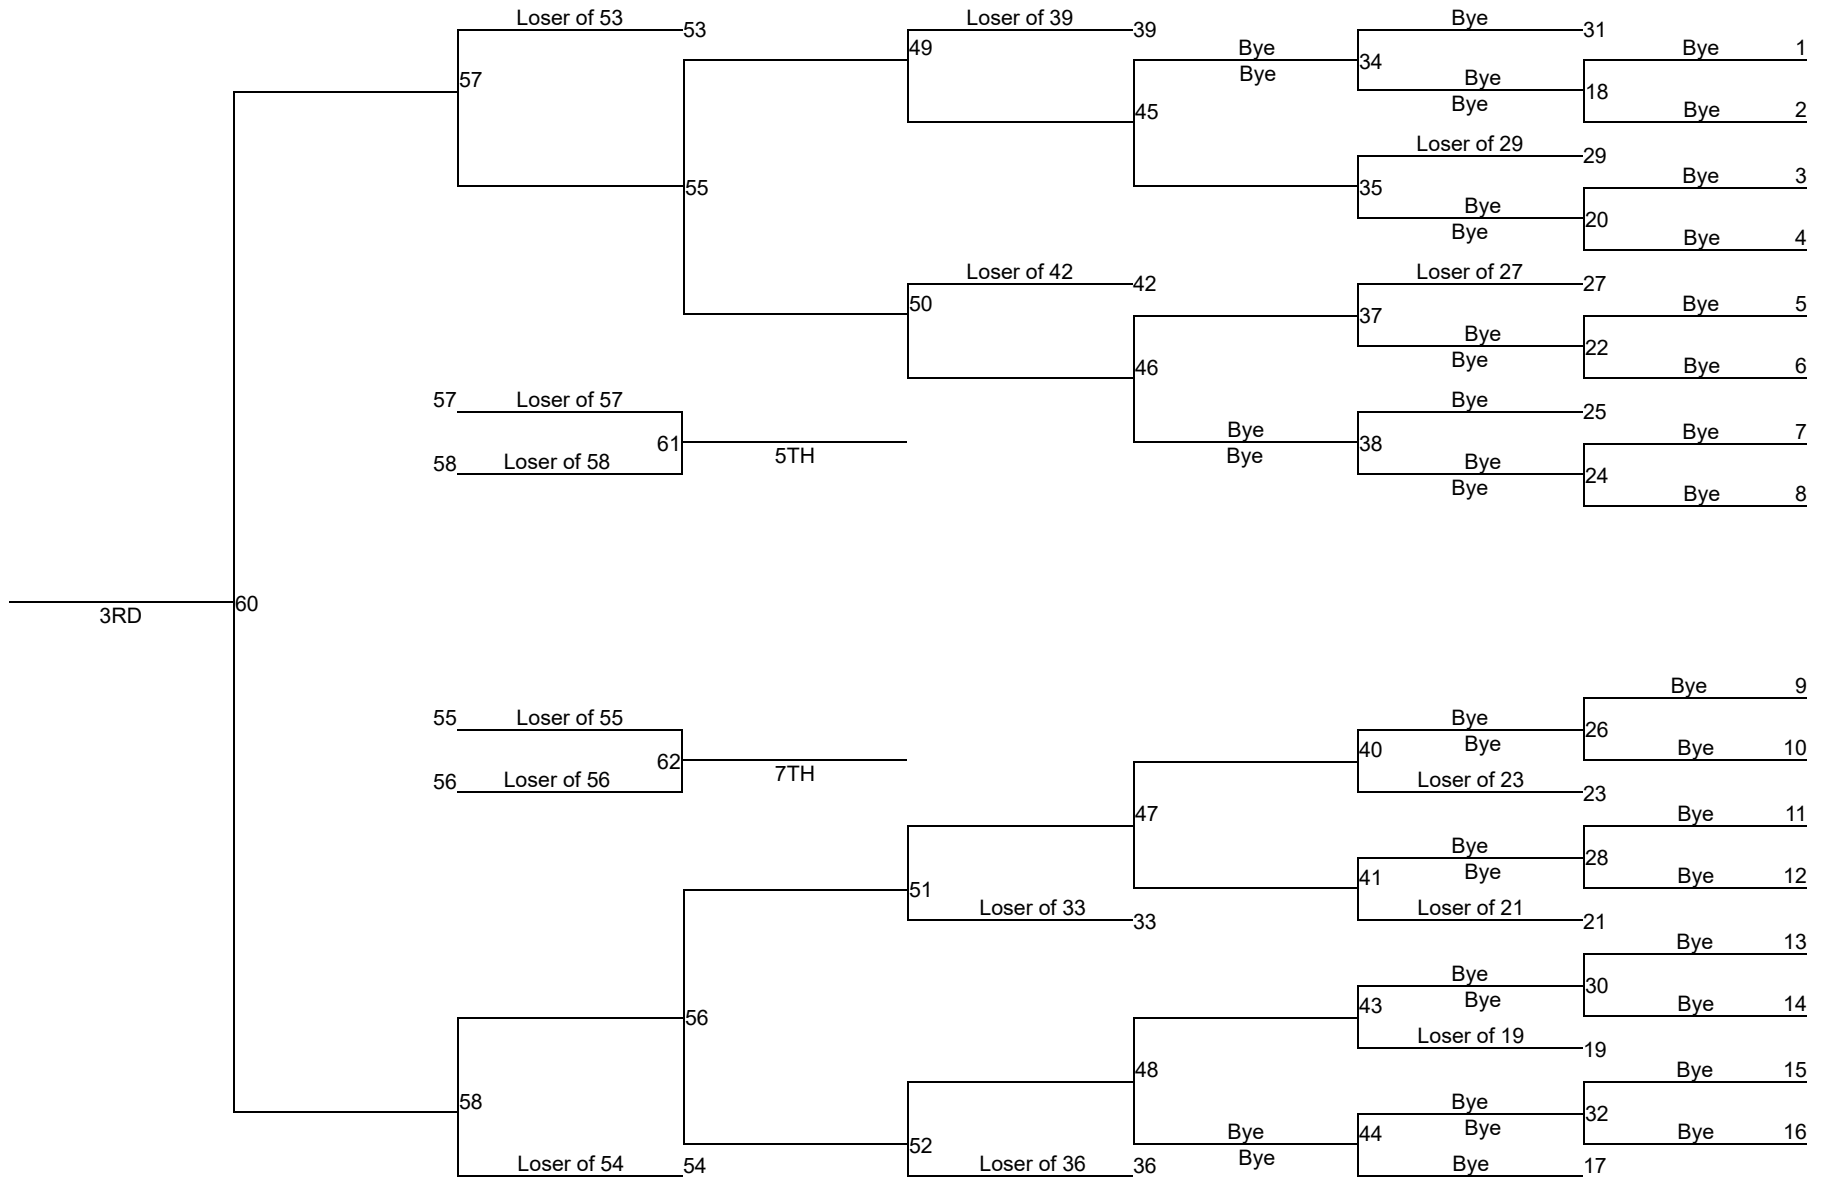 Loser of 53 53
Loser of 39 39
Bye 31
49
Bye
Bye 1
34
57
Bye
Bye
18
Bye
45
Bye 2
Loser of 29 29
Bye 3
55
35
Bye
20
Bye
Bye 4
Loser of 42 42
Loser of 27 27
50
Bye 5
37
Bye
22
Bye
46
Bye 6
57 Loser of 57
Bye 25
61
5TH
Bye
Bye
38
Bye 7
58 Loser of 58
Bye
24
Bye
Bye 8
60
3RD
Bye 9
55 Loser of 55
Bye
26
40
Bye
Bye 10
62
7TH
56 Loser of 56
Loser of 23 23
47
Bye 11
Bye
28
41
Bye
Bye 12
51
Loser of 33 33
Loser of 21 21
Bye 13
Bye
30
43
Bye
Bye 14
56
Loser of 19 19
48
Bye 15
58
Bye
32
44
Bye
Bye 16
52
Bye
Bye
Loser of 54 54
Loser of 36 36
Bye 17